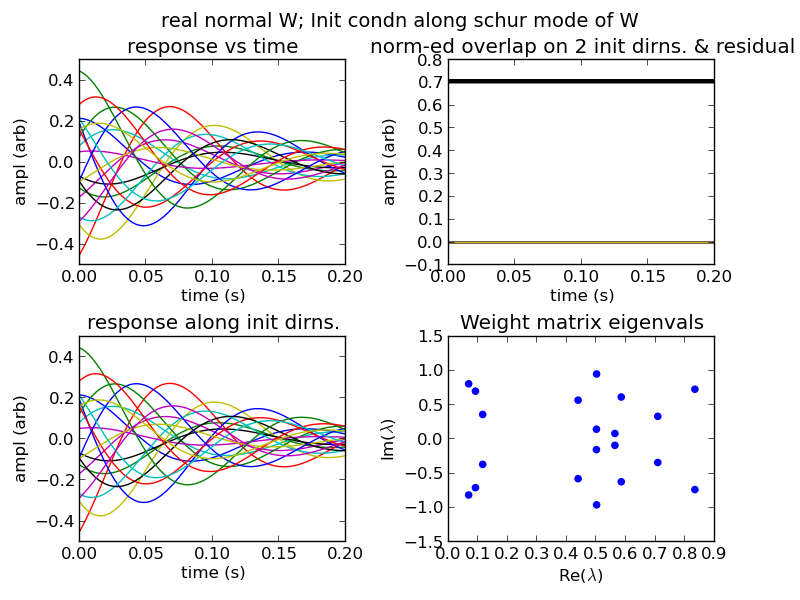 real normal W; Init condn along schur mode of W
response vs time
norm-ed overlap on 2 init dirns. & residual
ampl (arb)
0.4
0.2
0.0
−0.2
−0.4
0.00 0.05 0.10 0.15 0.20
time (s)
ampl (arb)
0.8
0.7
0.6
0.5
0.4
0.3
0.2
0.1
0.0
−0.1
0.00 0.05 0.10 0.15 0.20
time (s)
response along init dirns.
ampl (arb)
0.4
0.2
0.0
−0.2
−0.4
0.00 0.05 0.10 0.15 0.20
time (s)
Weight matrix eigenvals
Im(λ)
1.5
1.0
0.5
0.0
−0.5
−1.0
−1.5
0.0 0.1 0.2 0.3 0.4 0.5 0.6 0.7 0.8 0.9
Re(λ)